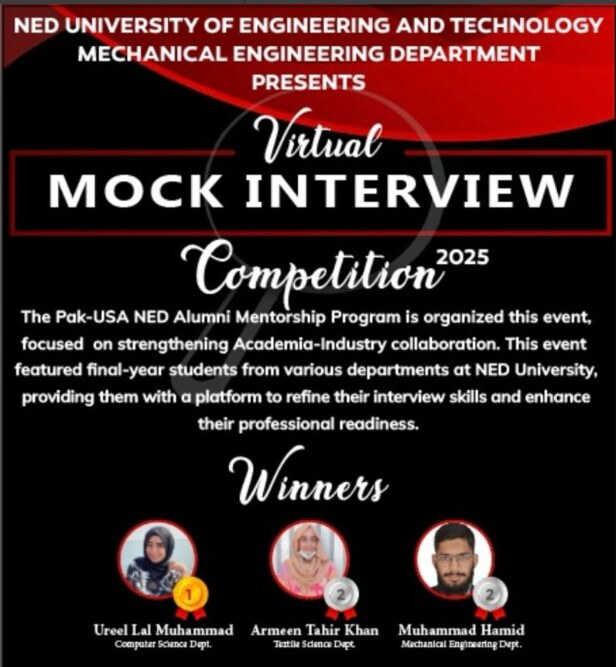 NED UNIVERSITY OF ENGINEERING AND TECHNOLOGY
MECHANICAL ENGINEERING DEPARTMENT
PRESENTS
Virtual
MOCK INTERVIEW
Competition 2025
The Pak-USA NED Alumni Mentorship Program is organized this event,
focused on strengthening Academia-Industry collaboration. This event
featured final-year students from various departments at NED University,
providing them with a platform to refine their interview skills and enhance
their professional readiness.
Winners
1 2 2
Ureel Lal Muhammad Armeen Tahir Khan Muhammad Hamid
Computer Science Dept. Textile Science Dept. Mechanical Engineering Dept.